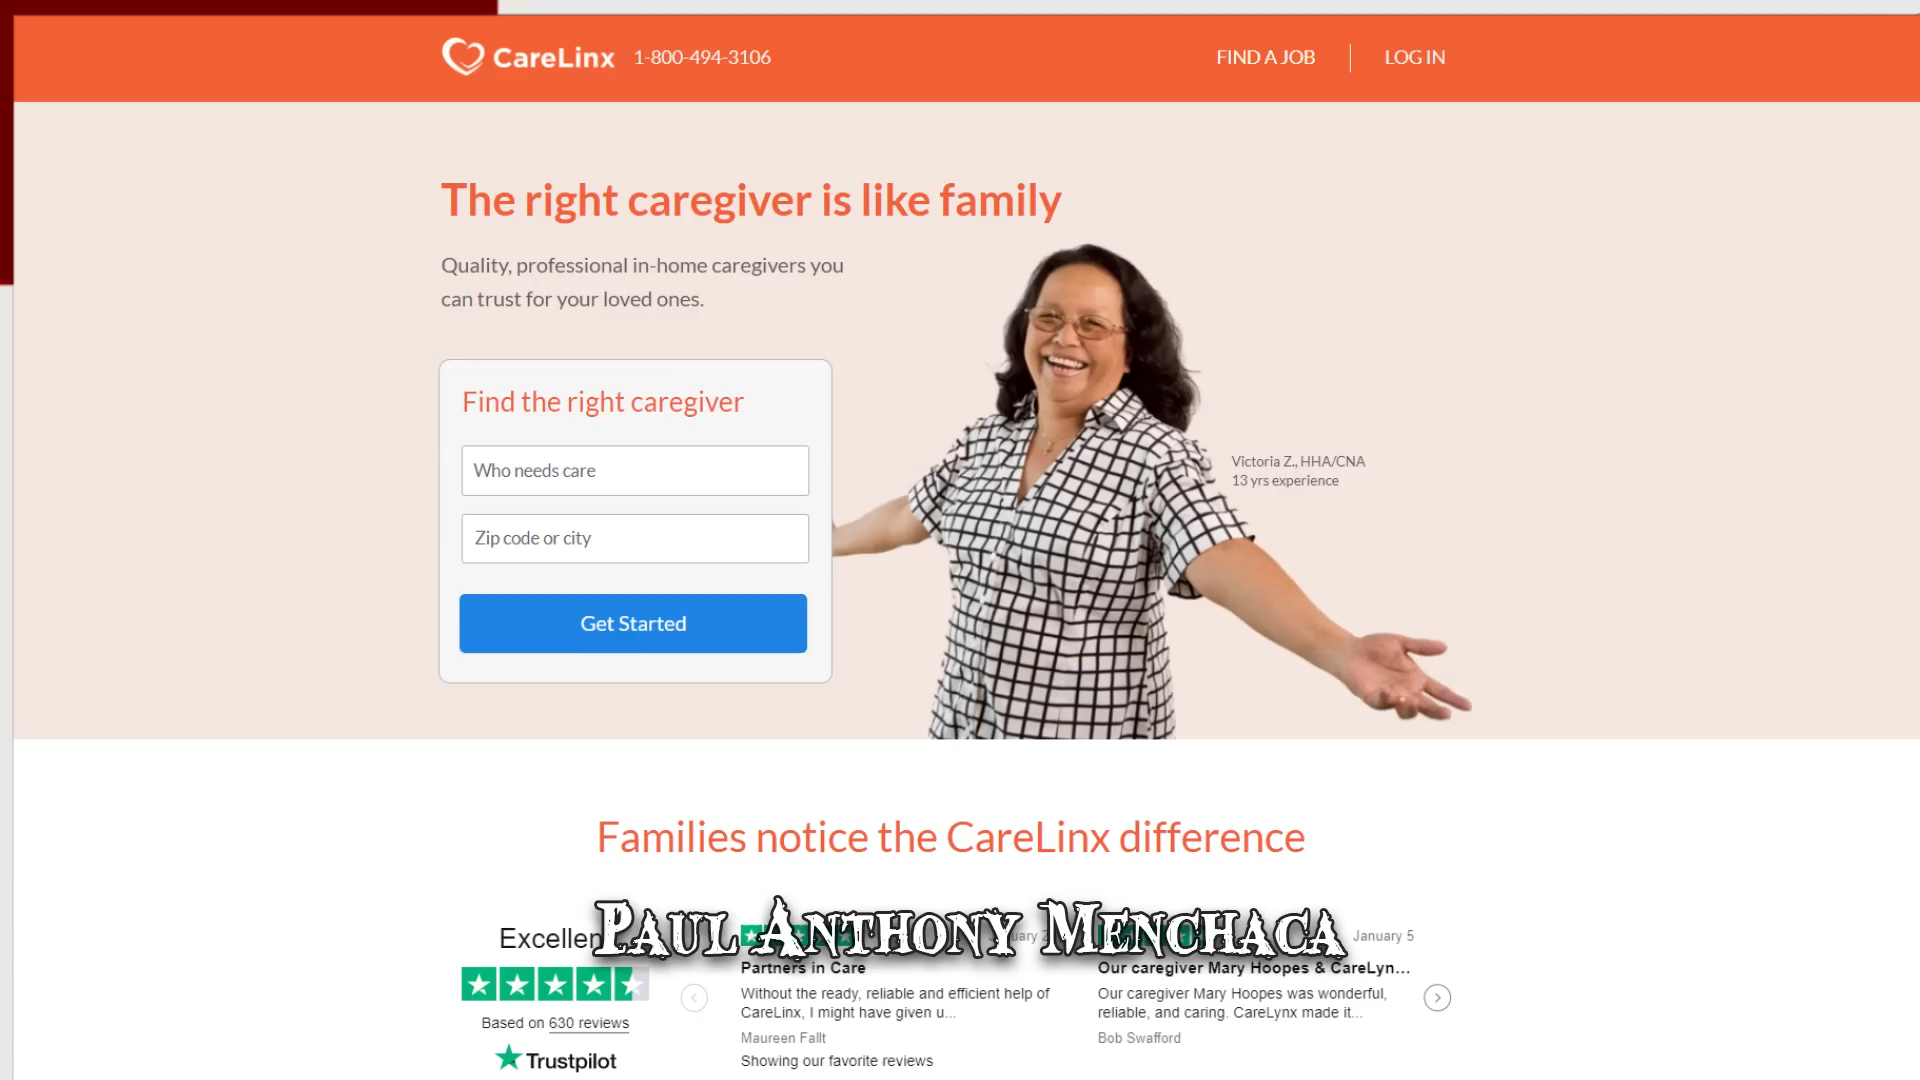 CareLinx 1-800-494-3106 FIND A JOB LOG IN
The right caregiver is like family
Quality, professional in-home caregivers you
can trust for your loved ones.
Find the right caregiver
Who needs care
Zip code or city
Get Started
Victoria Z., HHA/CNA
13 yrs experience
Families notice the CareLinx difference
Paul Anthony Menchaca
Based on 630 reviews
Trustpilot
Partners in Care
Without the ready, reliable and efficient help of
CareLinx, I might have given u...
Maureen Fallt
Showing our favorite reviews
January 5
Our caregiver Mary Hoopes & CareLyn...
Our caregiver Mary Hoopes was wonderful,
reliable, and caring. CareLynx made it...
Bob Swafford